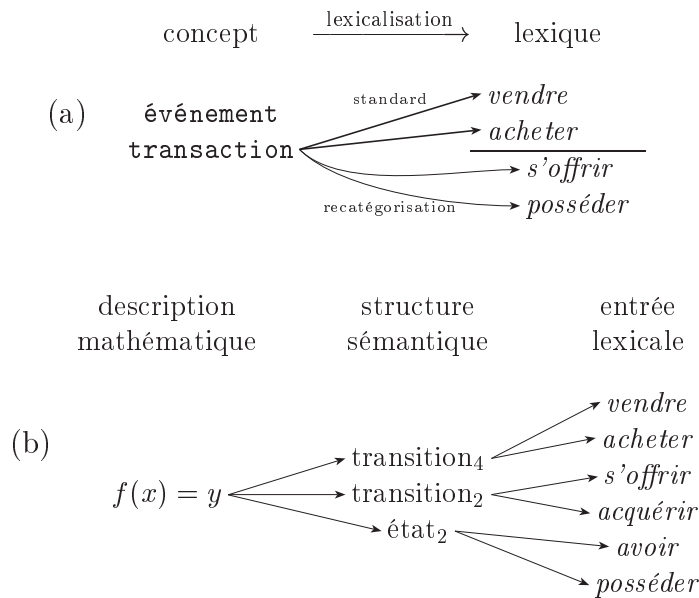 concept lexicalisation lexique
(a)
événement
transaction
standard
recatégorisation
vendre
acheter
s'offrir
posséder
description
mathématique
structure
sémantique
entrée
lexicale
(b)
f(x) = y
transition₄
transition₂
état₂
vendre
acheter
s'offrir
acquérir
avoir
posséder